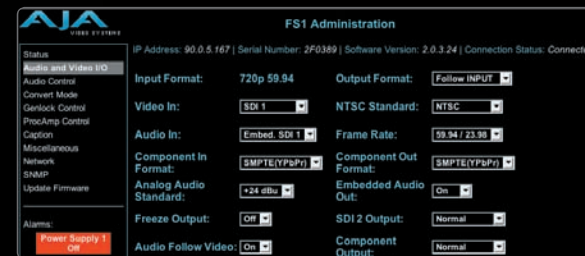 AJA
VIDEO SYSTEMS
FS1 Administration
IP Address: 90.0.5.167 | Serial Number: 2F0389 | Software Version: 2.0.3.24 | Connection Status: Connecte
Status
Audio and Video I/O
Audio Control
Convert Mode
Genlock Control
ProcAmp Control
Caption
Miscellaneous
Network
SNMP
Update Firmware
Alarms:
Power Supply 1
Off
Input Format: 720p 59.94 Output Format: Follow INPUT
Video In: SDI 1 NTSC Standard: NTSC
Audio In: Embed. SDI 1 Frame Rate: 59.94 / 23.98
Component In Format: SMPTE(YPbPr) Component Out Format: SMPTE(YPbPr)
Analog Audio Standard: +24 dBu Embedded Audio Out: On
Freeze Output: Off SDI 2 Output: Normal
Audio Follow Video: On Component Output: Normal